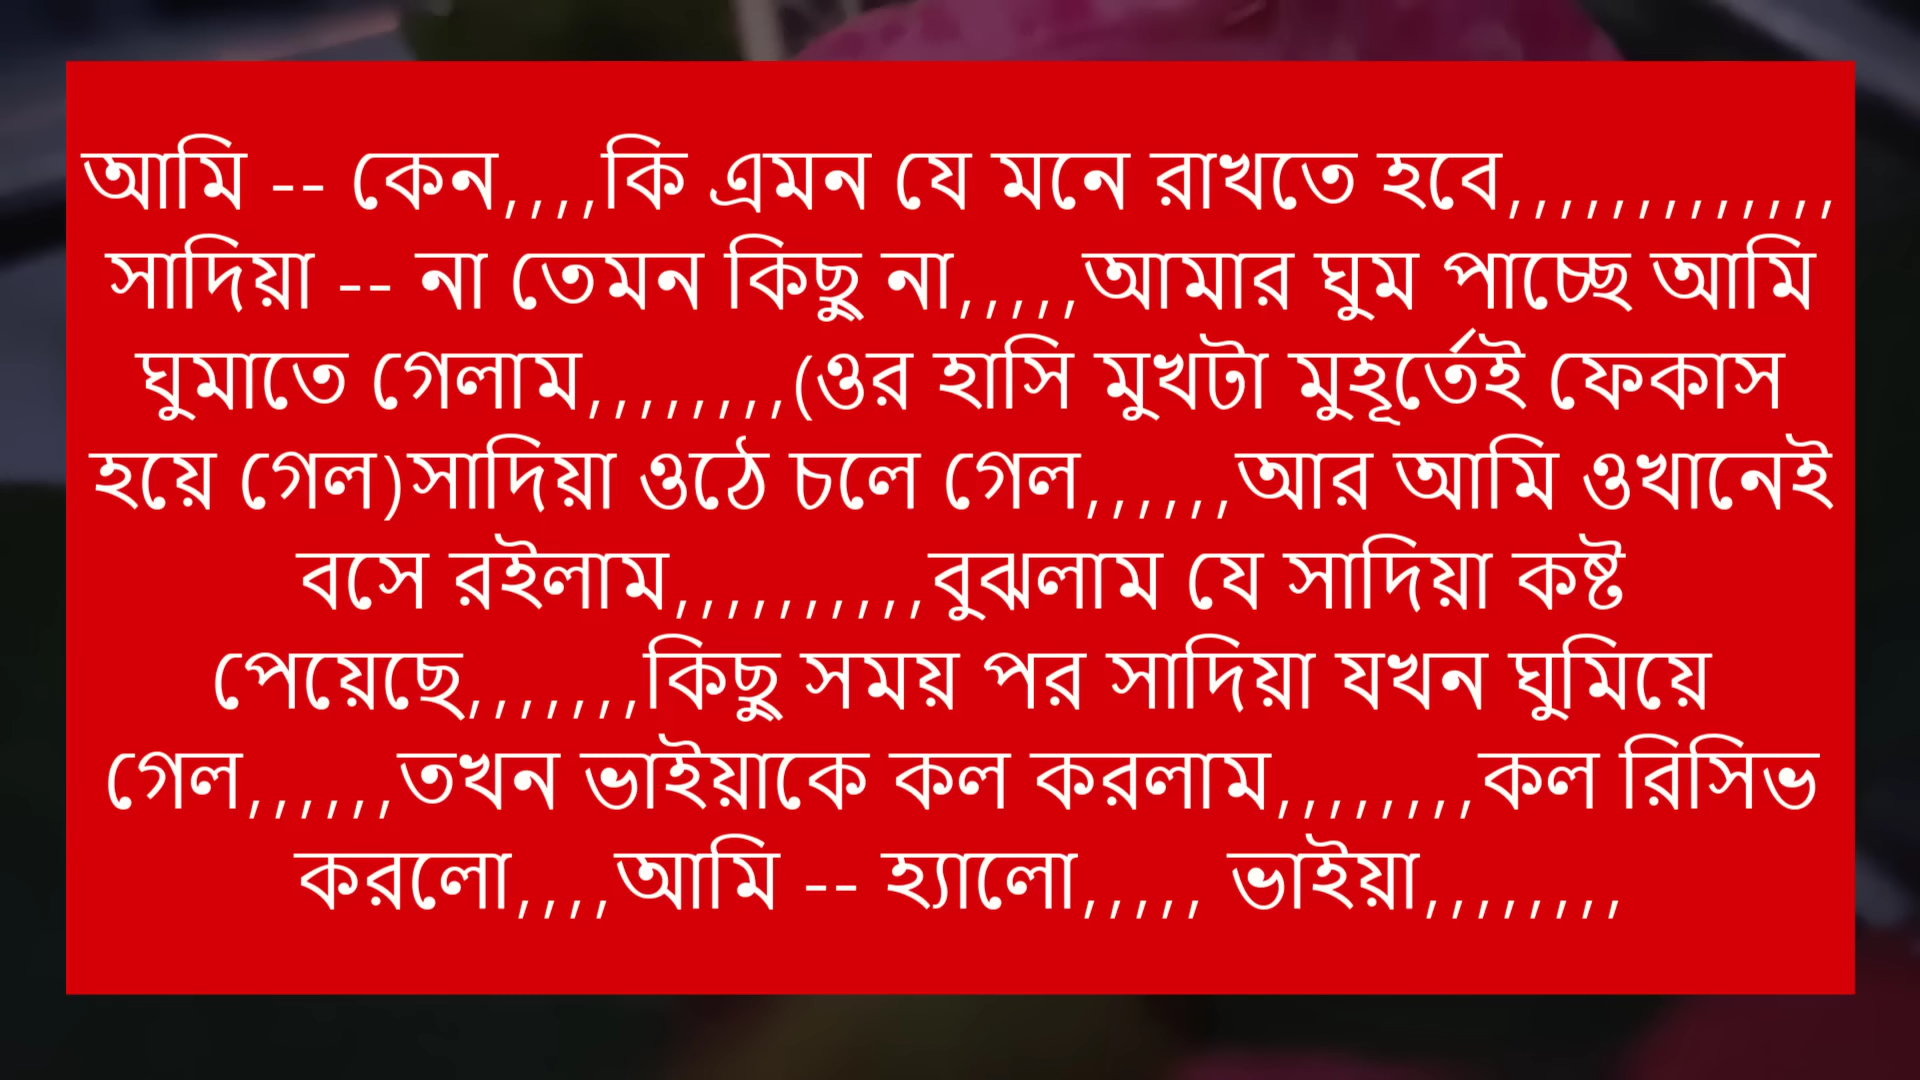 আমি -- কেন,,,,কি এমন যে মনে রাখতে হবে,,,,,,,,,,,,,
সাদিয়া -- না তেমন কিছু না,,,,,আমার ঘুম পাচ্ছে আমি
ঘুমাতে গেলাম,,,,,,,,(ওর হাসি মুখটা মুহূর্তেই ফেকাস
হয়ে গেল)সাদিয়া ওঠে চলে গেল,,,,,,আর আমি ওখানেই
বসে রইলাম,,,,,,,,,,বুঝলাম যে সাদিয়া কষ্ট
পেয়েছে,,,,,,,কিছু সময় পর সাদিয়া যখন ঘুমিয়ে
গেল,,,,,,তখন ভাইয়াকে কল করলাম,,,,,,,,কল রিসিভ
করলো,,,,আমি -- হ্যালো,,,,, ভাইয়া,,,,,,,,